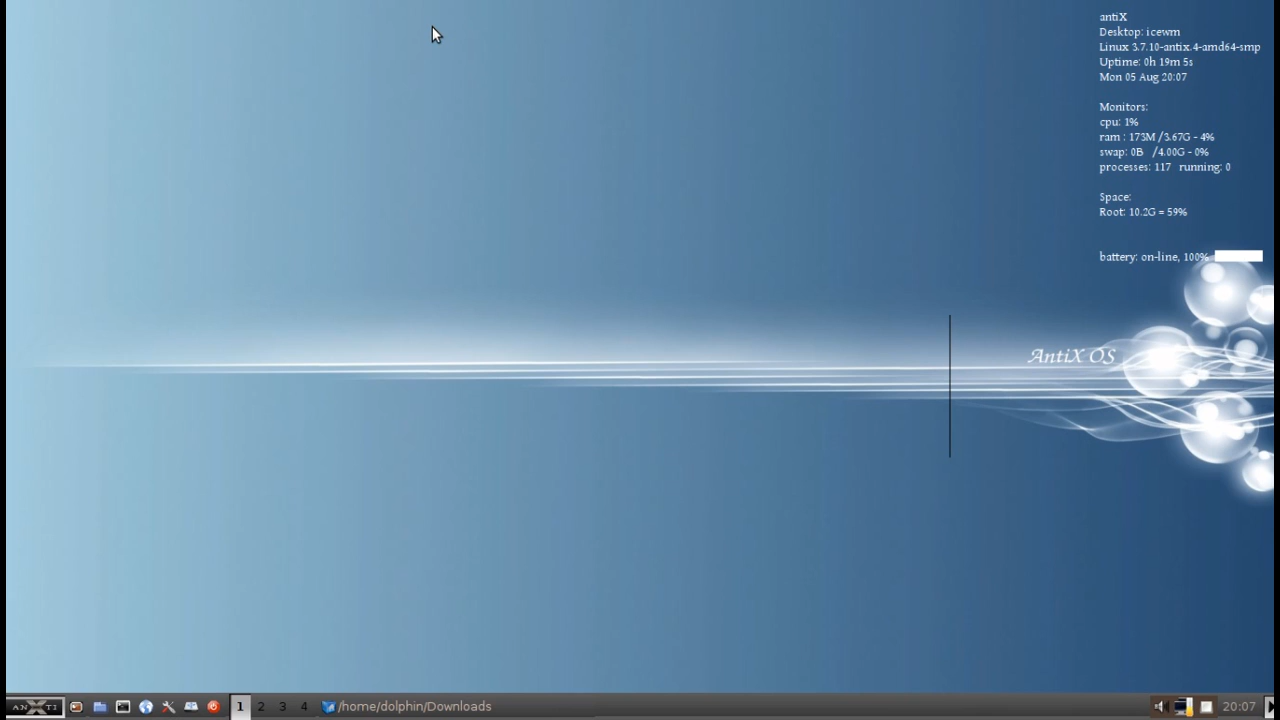 antiX
Desktop: icewm
Linux 3.7.10-antix.4-amd64-smp
Uptime: 0h 19m 5s
Mon 05 Aug 20:07
Monitors:
cpu: 1%
ram : 173M /3.67G - 4%
swap: 0B /4.00G - 0%
processes: 117 running: 0
Space:
Root: 10.2G = 59%
battery: on-line, 100%
AntiX OS
ANTI
1 2 3 4 /home/dolphin/Downloads
20:07